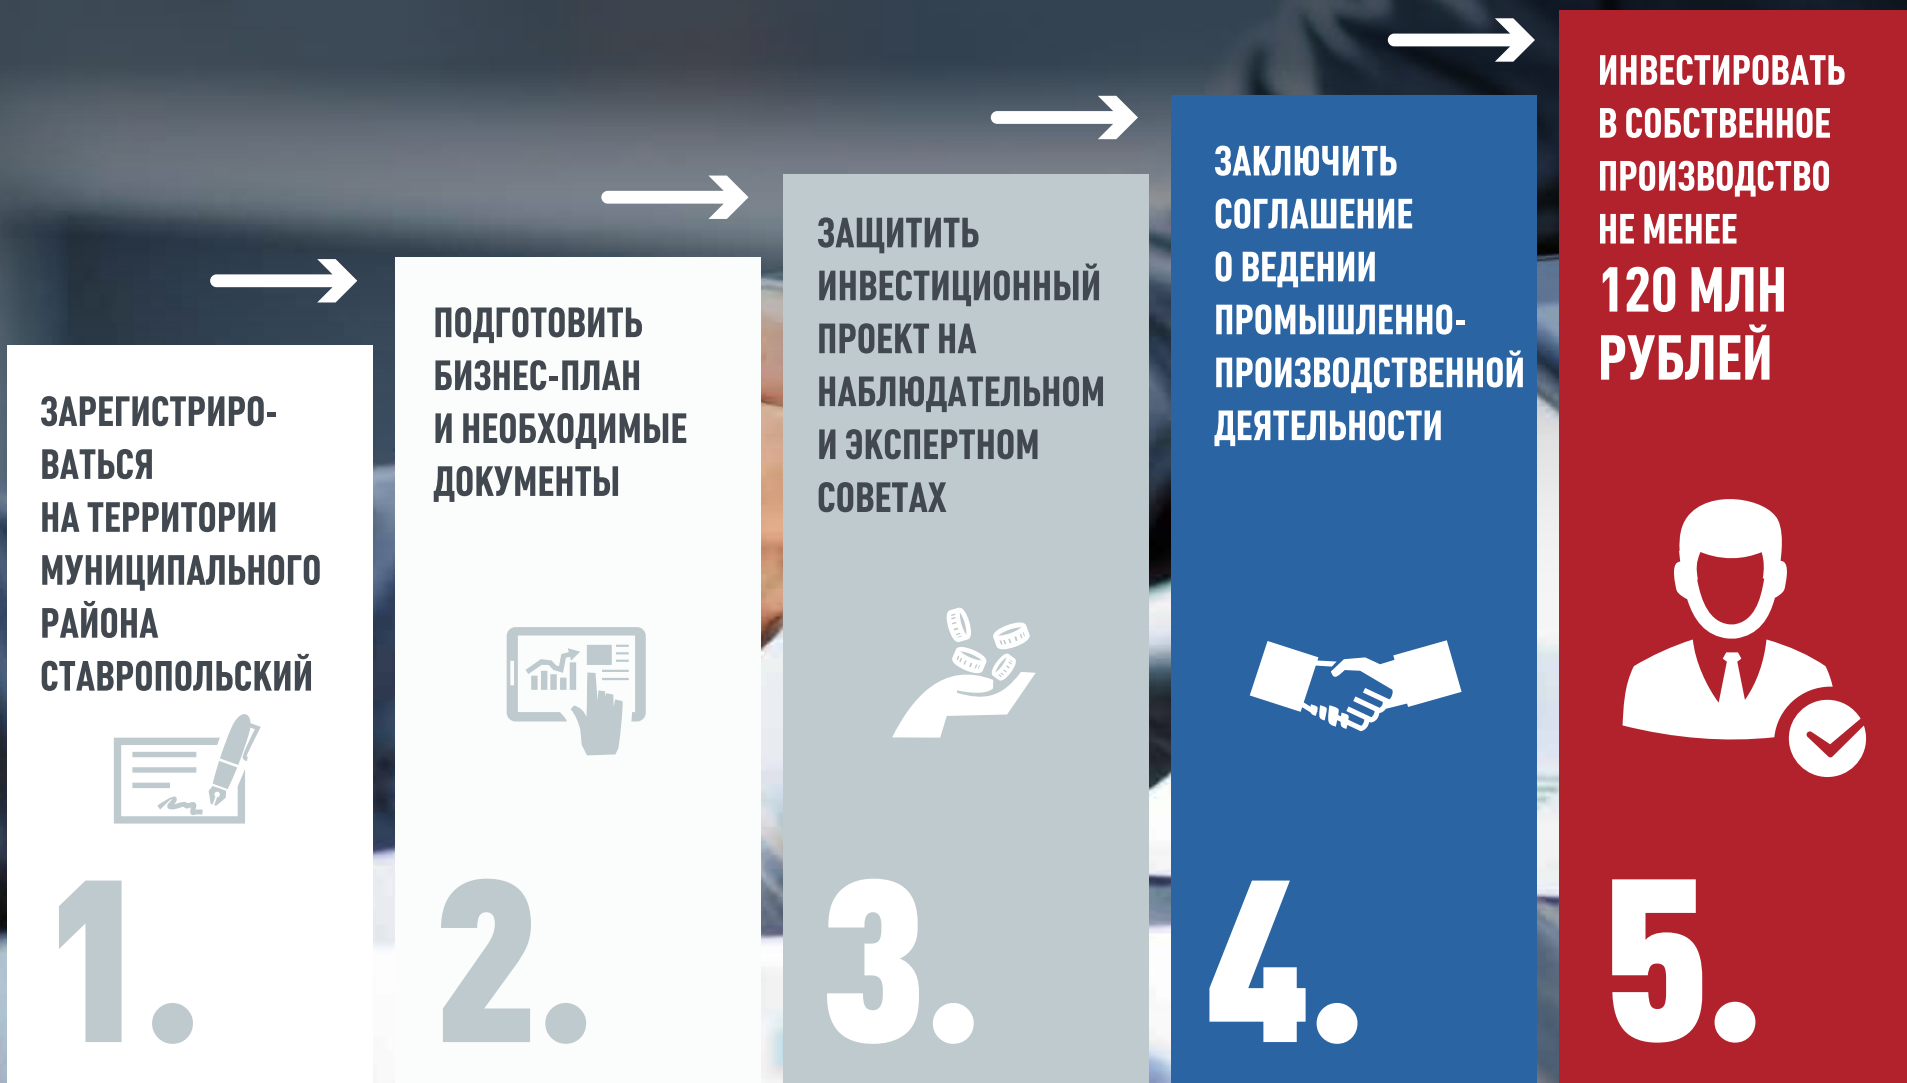 ЗАРЕГИСТРИРО-
ВАТЬСЯ
НА ТЕРРИТОРИИ
МУНИЦИПАЛЬНОГО
РАЙОНА
СТАВРОПОЛЬСКИЙ
1.
ПОДГОТОВИТЬ
БИЗНЕС-ПЛАН
И НЕОБХОДИМЫЕ
ДОКУМЕНТЫ
2.
ЗАЩИТИТЬ
ИНВЕСТИЦИОННЫЙ
ПРОЕКТ НА
НАБЛЮДАТЕЛЬНОМ
И ЭКСПЕРТНОМ
СОВЕТАХ
3.
ЗАКЛЮЧИТЬ
СОГЛАШЕНИЕ
О ВЕДЕНИИ
ПРОМЫШЛЕННО-
ПРОИЗВОДСТВЕННОЙ
ДЕЯТЕЛЬНОСТИ
4.
ИНВЕСТИРОВАТЬ
В СОБСТВЕННОЕ
ПРОИЗВОДСТВО
НЕ МЕНЕЕ
120 МЛН
РУБЛЕЙ
5.